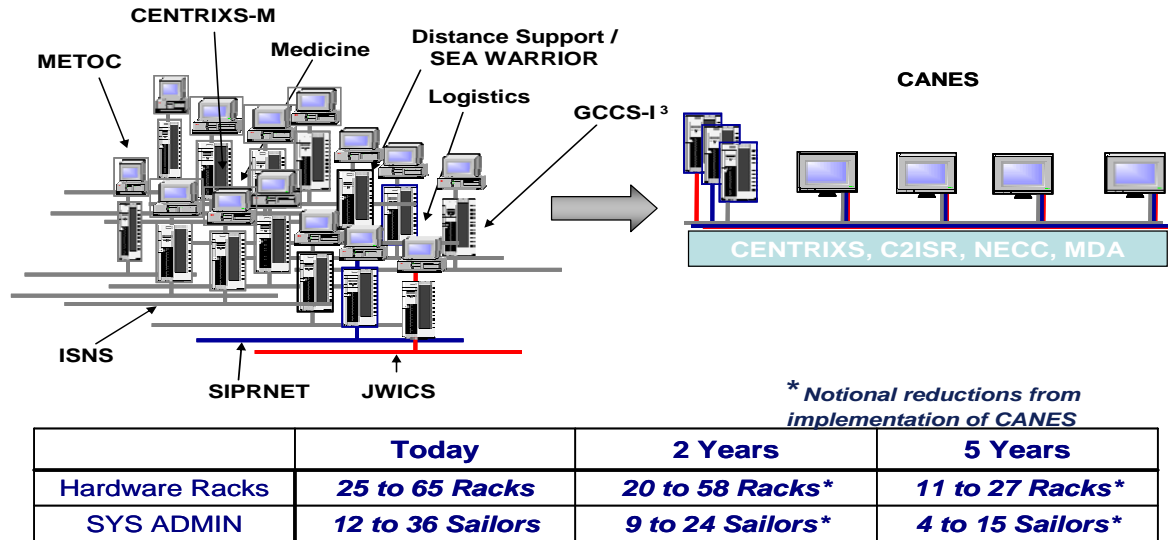 CENTRIXS-M
METOC
Medicine
Distance Support /
SEA WARRIOR
Logistics
GCCS-I³
CANES
CENTRIXS, C2ISR, NECC, MDA
ISNS
SIPRNET
JWICS
* Notional reductions from
implementation of CANES
Today 2 Years 5 Years
Hardware Racks 25 to 65 Racks 20 to 58 Racks* 11 to 27 Racks*
SYS ADMIN 12 to 36 Sailors 9 to 24 Sailors* 4 to 15 Sailors*